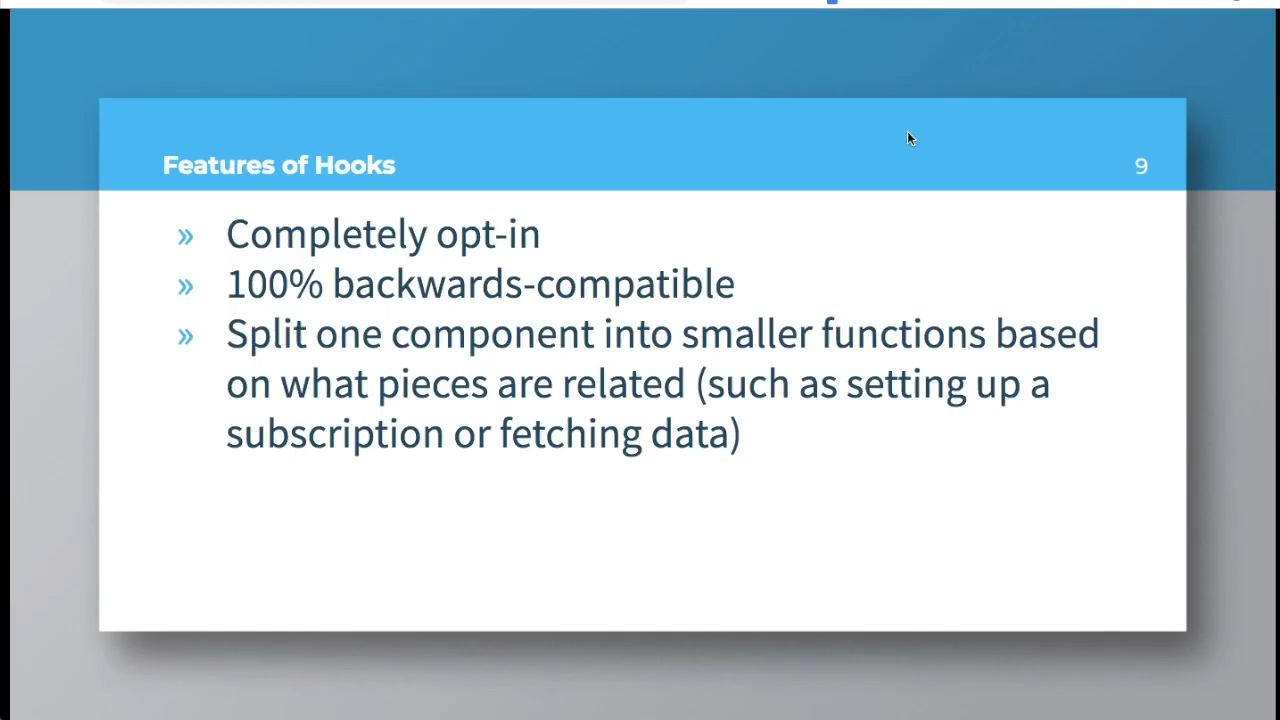 Features of Hooks
9
» Completely opt-in
» 100% backwards-compatible
» Split one component into smaller functions based
on what pieces are related (such as setting up a
subscription or fetching data)